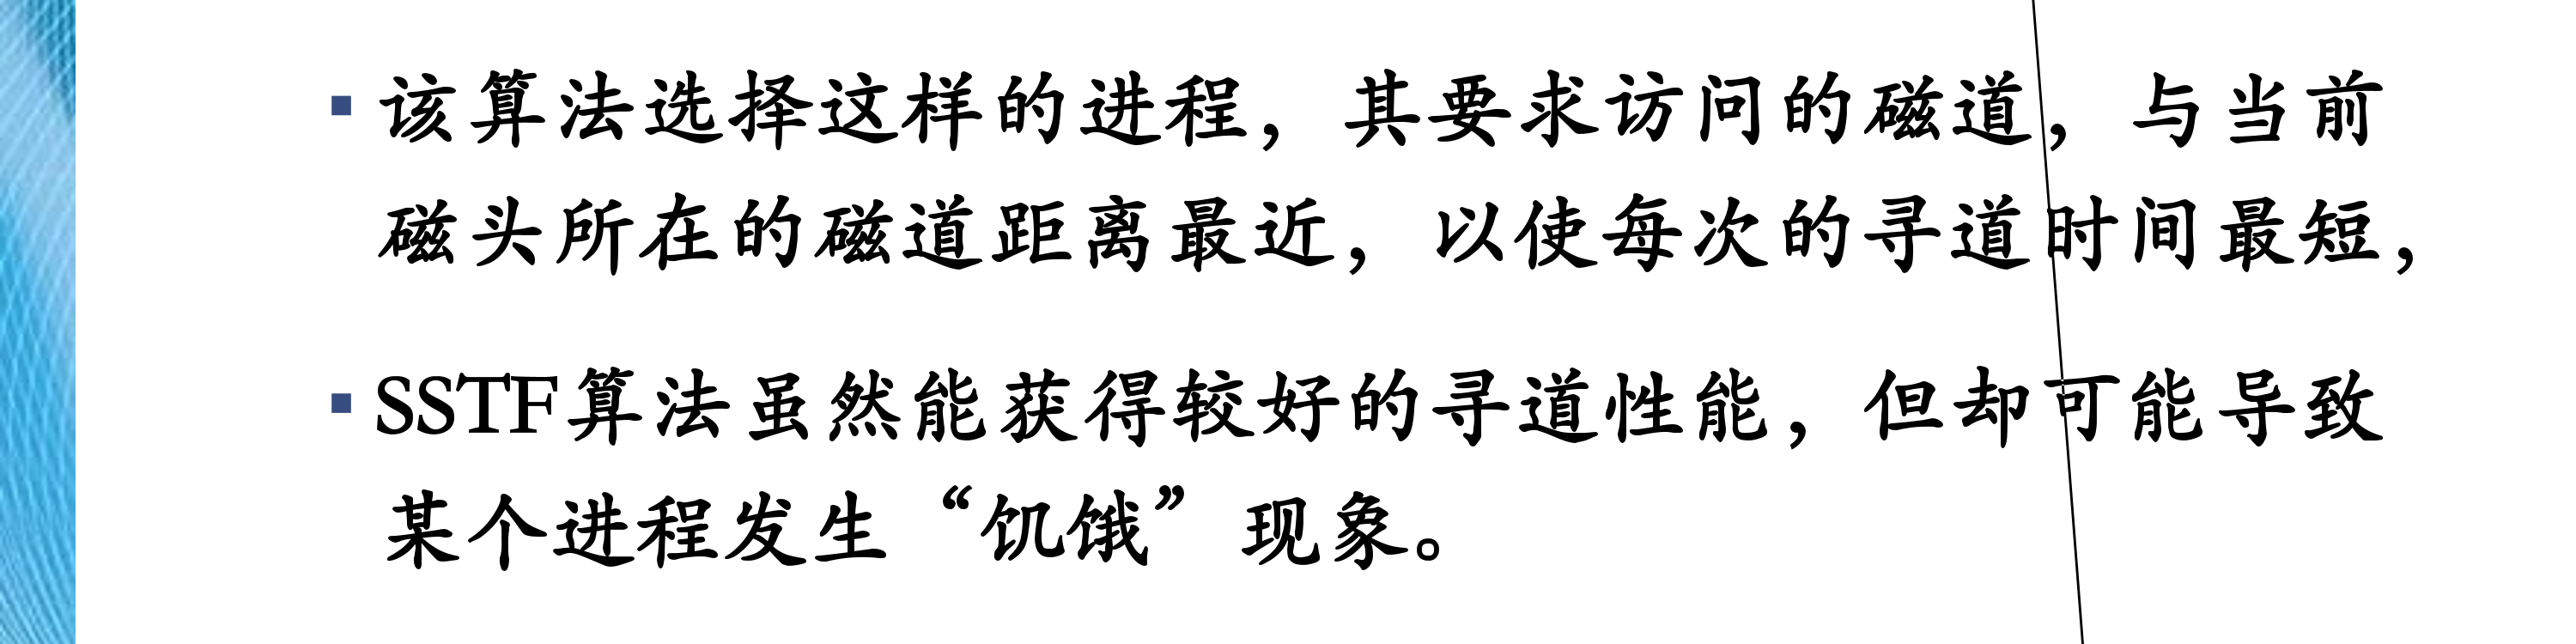 ▪ 该算法选择这样的进程，其要求访问的磁道，与当前
磁头所在的磁道距离最近，以使每次的寻道时间最短，
▪ SSTF算法虽然能获得较好的寻道性能，但却可能导致
某个进程发生“饥饿”现象。